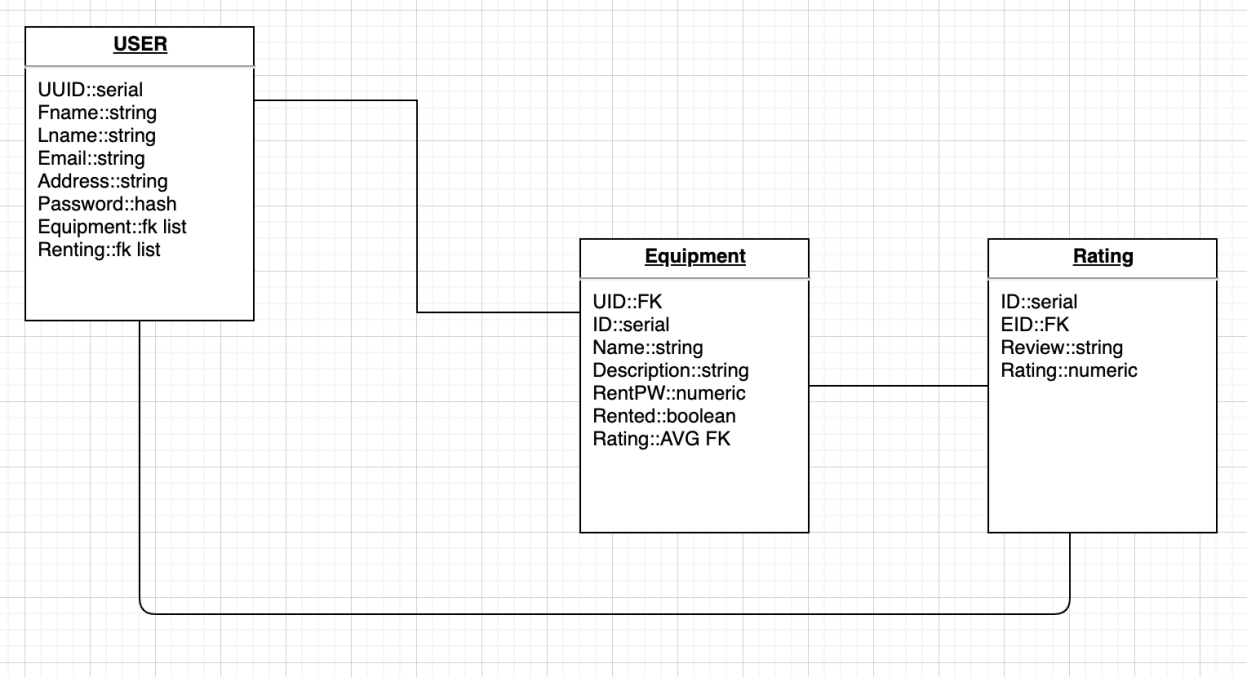 USER
UUID::serial
Fname::string
Lname::string
Email::string
Address::string
Password::hash
Equipment::fk list
Renting::fk list
Equipment
UID::FK
ID::serial
Name::string
Description::string
RentPW::numeric
Rented::boolean
Rating::AVG FK
Rating
ID::serial
EID::FK
Review::string
Rating::numeric